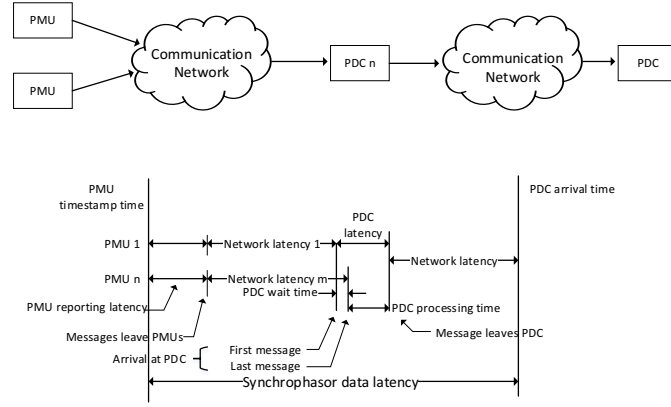 PMU
PMU
Communication
Network
PDC n
Communication
Network
PDC
PMU
timestamp time
PDC arrival time
PDC
latency
PMU 1
Network latency 1
Network latency
PMU n
Network latency m
PDC wait time
PMU reporting latency
PDC processing time
Messages leave PMUs
Message leaves PDC
First message
Arrival at PDC
Last message
Synchrophasor data latency